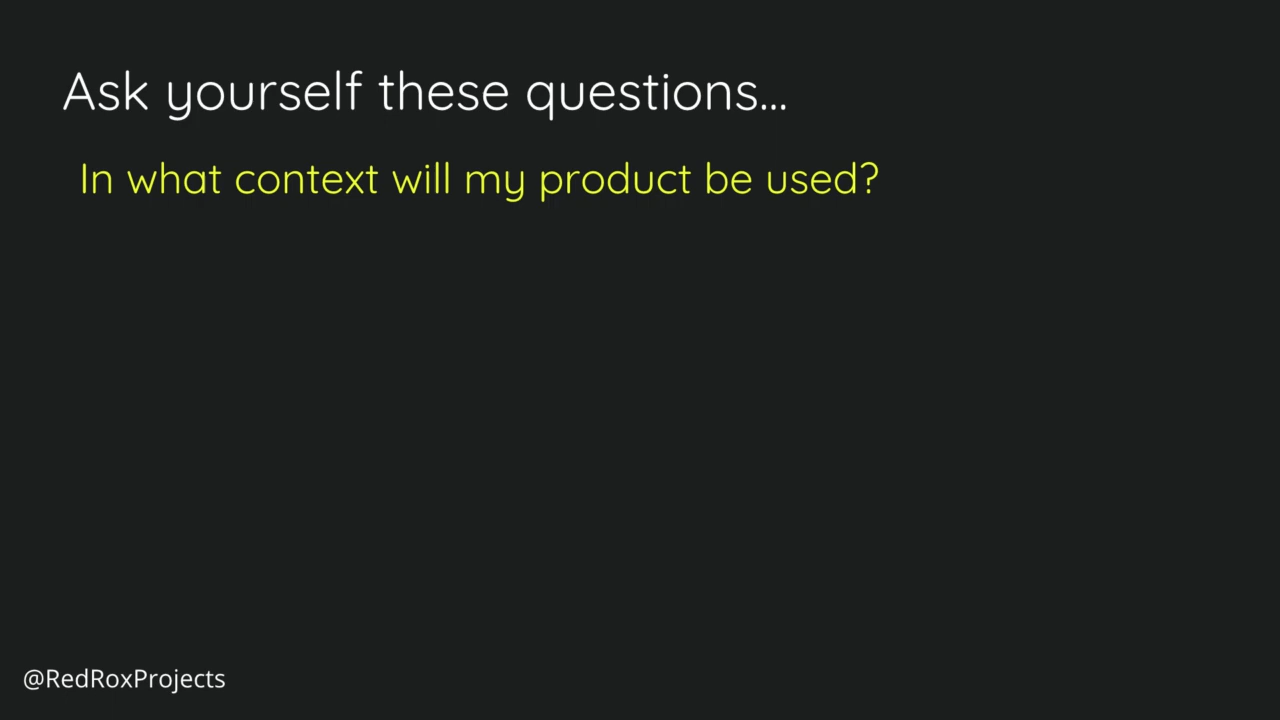 Ask yourself these questions...
In what context will my product be used?
@RedRoxProjects